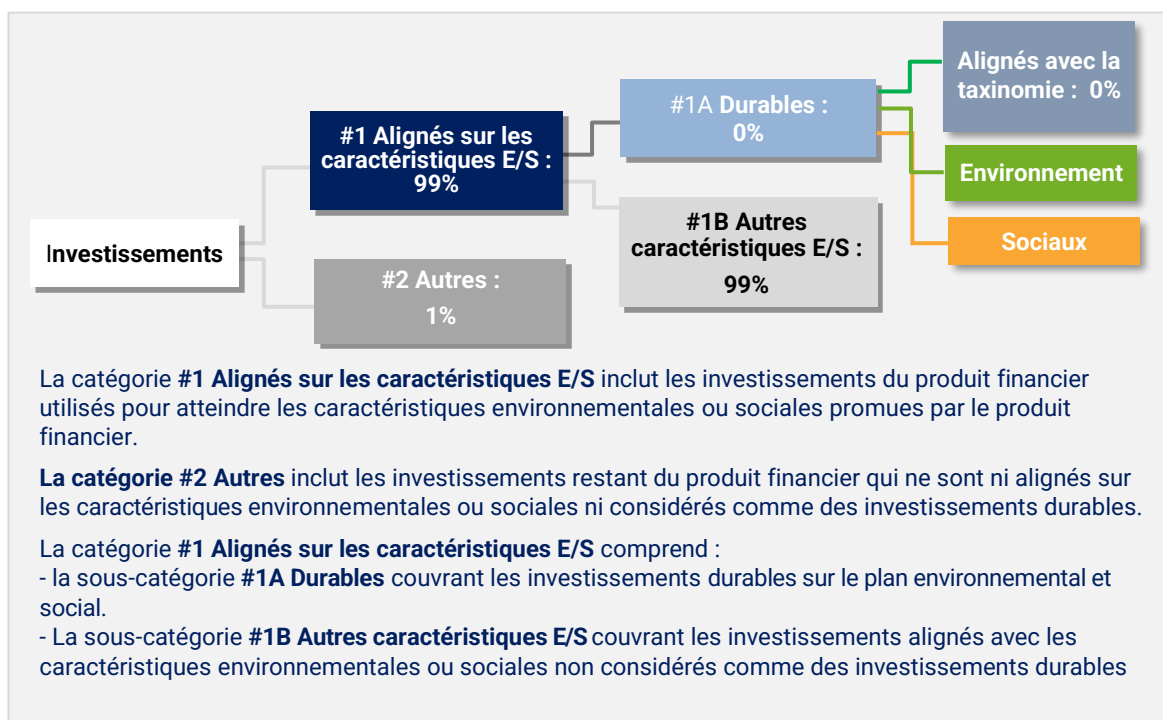 Alignés avec la
taxinomie : 0%
#1A Durables :
0%
#1 Alignés sur les
caractéristiques E/S :
99%
Environnement
#1B Autres
caractéristiques E/S :
99%
Sociaux
Investissements
#2 Autres :
1%
La catégorie #1 Alignés sur les caractéristiques E/S inclut les investissements du produit financier
utilisés pour atteindre les caractéristiques environnementales ou sociales promues par le produit
financier.
La catégorie #2 Autres inclut les investissements restant du produit financier qui ne sont ni alignés sur
les caractéristiques environnementales ou sociales ni considérés comme des investissements durables.
La catégorie #1 Alignés sur les caractéristiques E/S comprend :
- la sous-catégorie #1A Durables couvrant les investissements durables sur le plan environnemental et
social.
- La sous-catégorie #1B Autres caractéristiques E/S couvrant les investissements alignés avec les
caractéristiques environnementales ou sociales non considérés comme des investissements durables